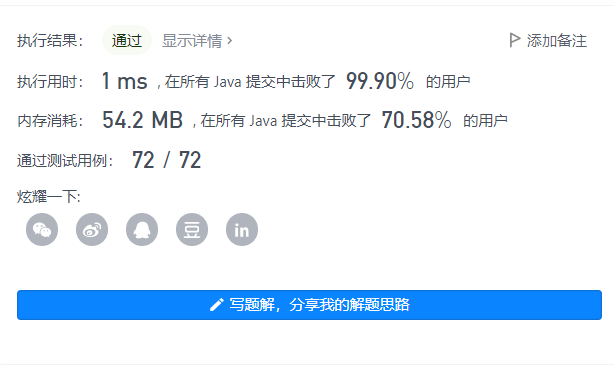 执行结果： 通过 显示详情 › 添加备注
执行用时： 1 ms , 在所有 Java 提交中击败了 99.90% 的用户
内存消耗： 54.2 MB , 在所有 Java 提交中击败了 70.58% 的用户
通过测试用例： 72 / 72
炫耀一下:
豆 in
写题解，分享我的解题思路